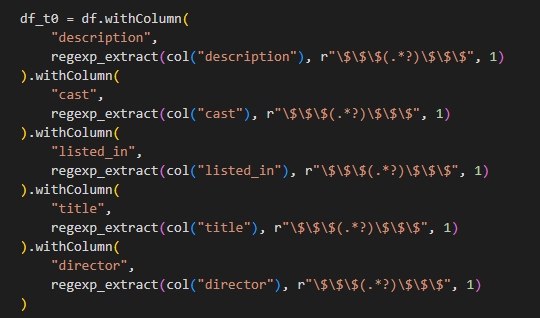 df_t0 = df.withColumn(
    "description",
    regexp_extract(col("description"), r"\$\$\$(.*?)\$\$\$", 1)
).withColumn(
    "cast",
    regexp_extract(col("cast"), r"\$\$\$(.*?)\$\$\$", 1)
).withColumn(
    "listed_in",
    regexp_extract(col("listed_in"), r"\$\$\$(.*?)\$\$\$", 1)
).withColumn(
    "title",
    regexp_extract(col("title"), r"\$\$\$(.*?)\$\$\$", 1)
).withColumn(
    "director",
    regexp_extract(col("director"), r"\$\$\$(.*?)\$\$\$", 1)
)